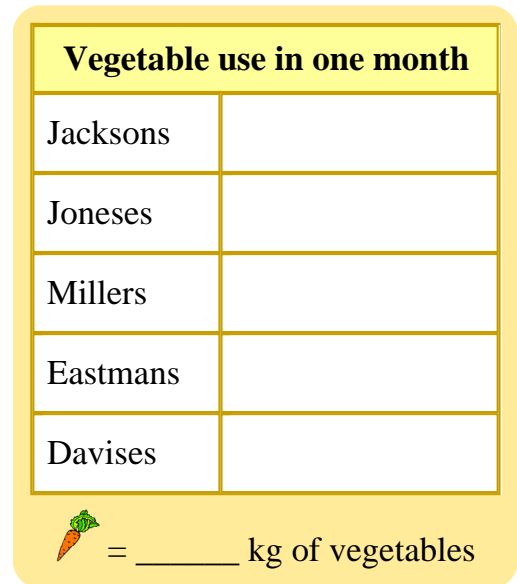 Vegetable use in one month
Jacksons
Joneses
Millers
Eastmans
Davises
= ______ kg of vegetables